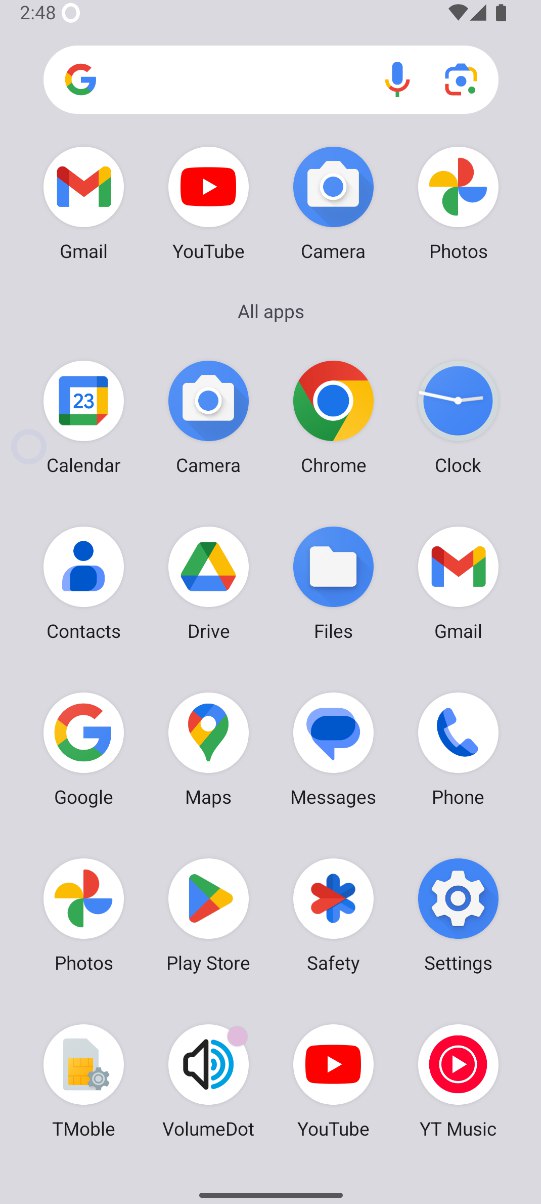 2:48
Gmail YouTube Camera Photos
All apps
23
Calendar Camera Chrome Clock
Contacts Drive Files Gmail
Google Maps Messages Phone
Photos Play Store Safety Settings
TMoble VolumeDot YouTube YT Music